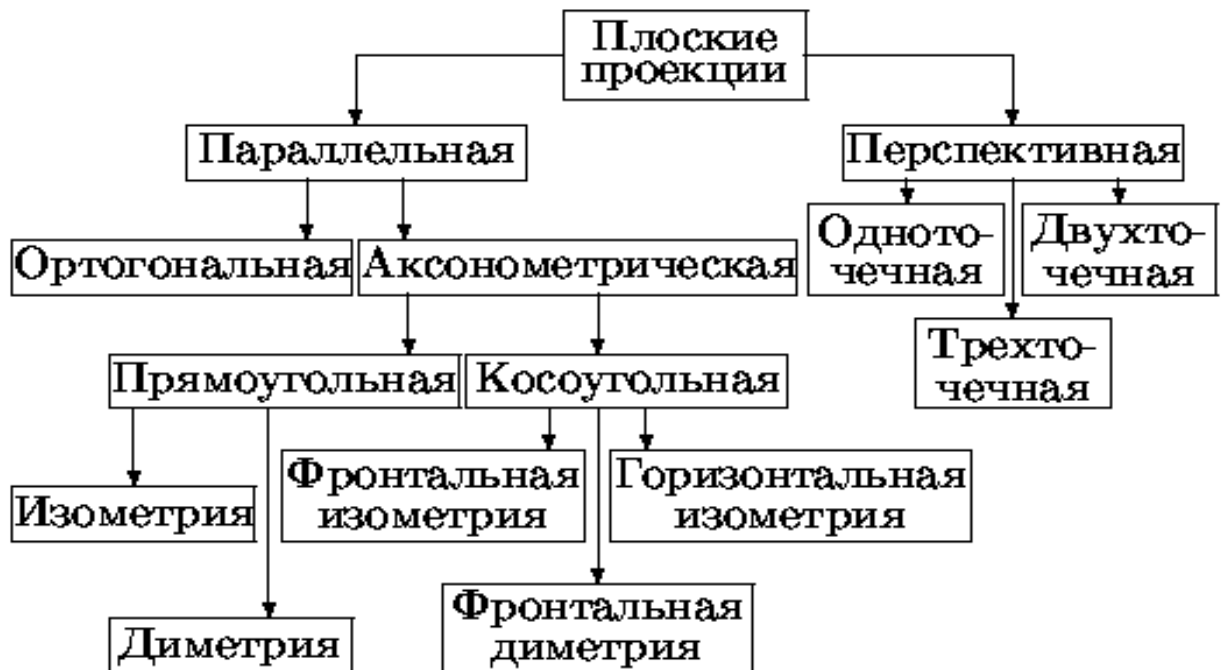 Плоские
проекции
Параллельная
Перспективная
Ортогональная
Аксонометрическая
Одното-
чечная
Двухто-
чечная
Трехто-
чечная
Прямоугольная
Косоугольная
Изометрия
Фронтальная
изометрия
Горизонтальная
изометрия
Диметрия
Фронтальная
диметрия